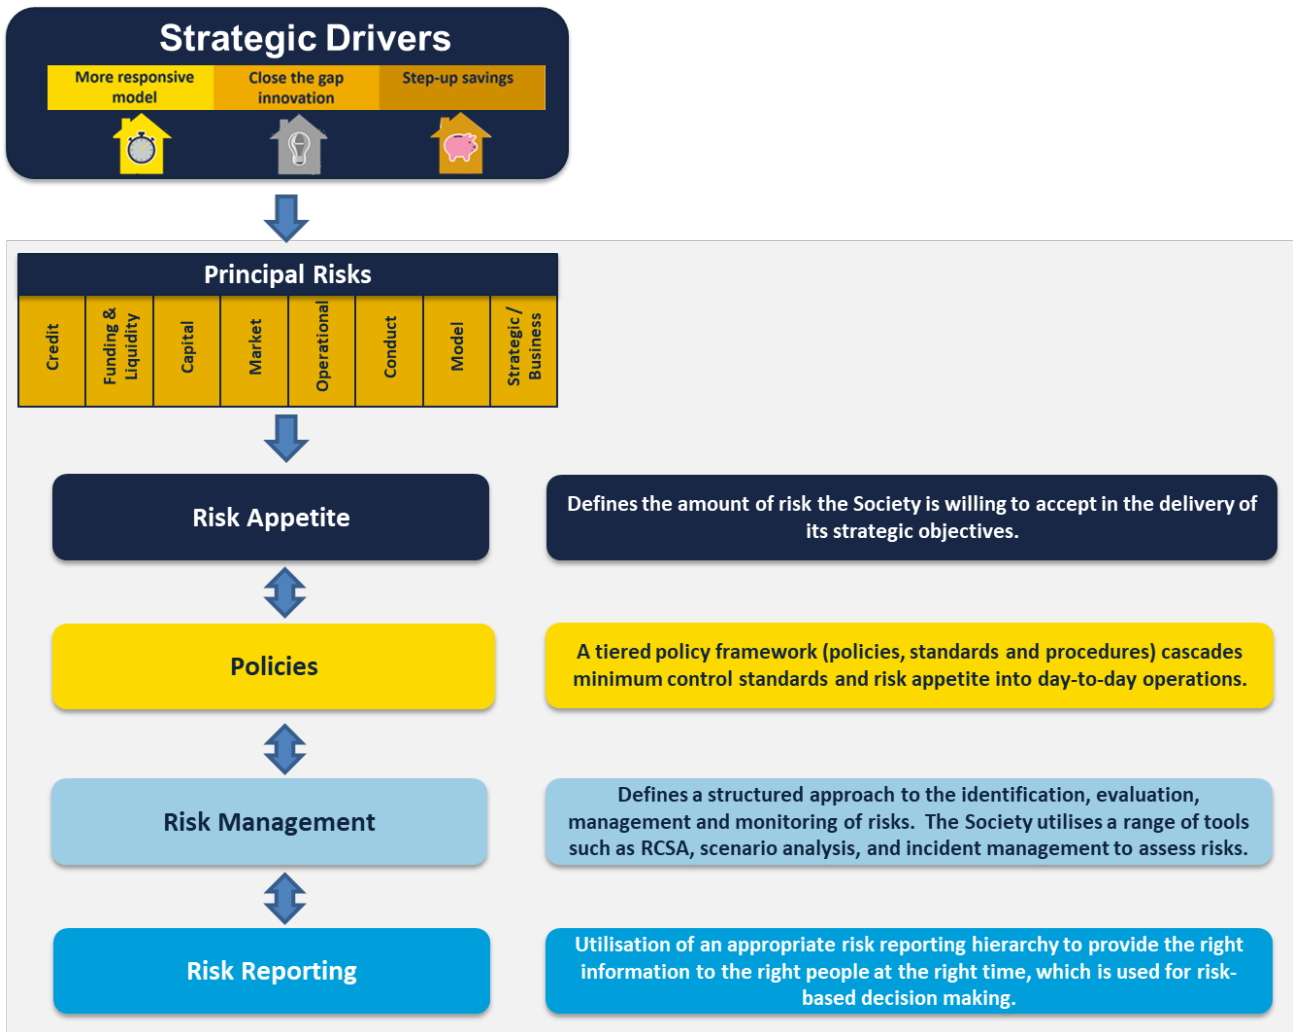 Strategic Drivers
More responsive
model
Close the gap
innovation
Step-up savings
Principal Risks
Credit
Funding &
Liquidity
Capital
Market
Operational
Conduct
Model
Strategic /
Business
Risk Appetite
Defines the amount of risk the Society is willing to accept in the delivery of
its strategic objectives.
Policies
A tiered policy framework (policies, standards and procedures) cascades
minimum control standards and risk appetite into day-to-day operations.
Risk Management
Defines a structured approach to the identification, evaluation,
management and monitoring of risks.  The Society utilises a range of tools
such as RCSA, scenario analysis, and incident management to assess risks.
Risk Reporting
Utilisation of an appropriate risk reporting hierarchy to provide the right
information to the right people at the right time, which is used for risk-
based decision making.